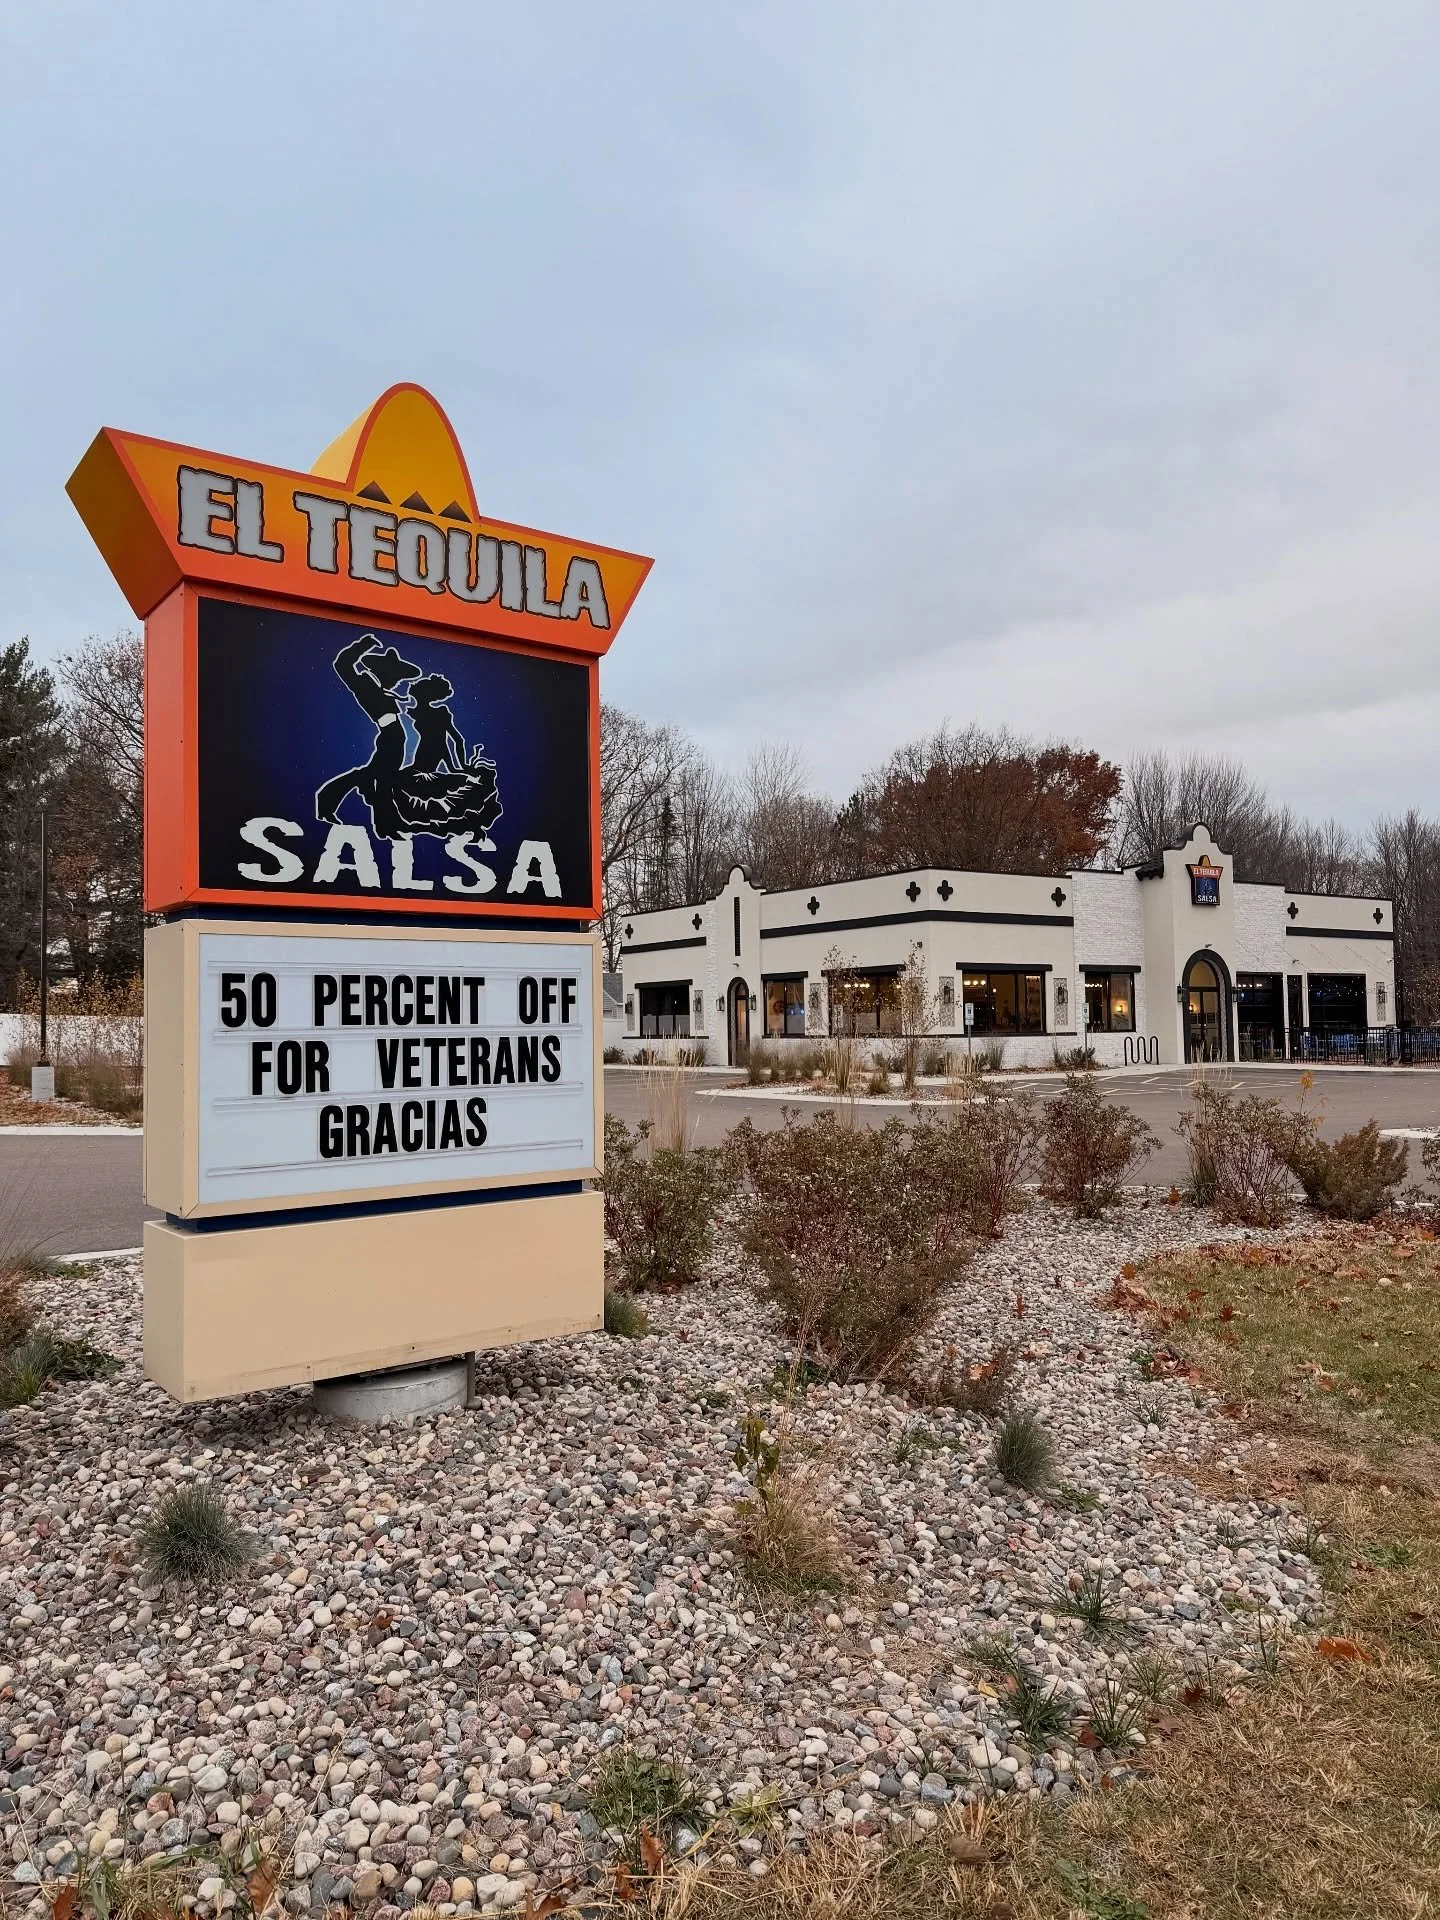 EL TEQUILA
SALSA
50 PERCENT OFF
FOR VETERANS
GRACIAS
EL TEQUILA
SALSA